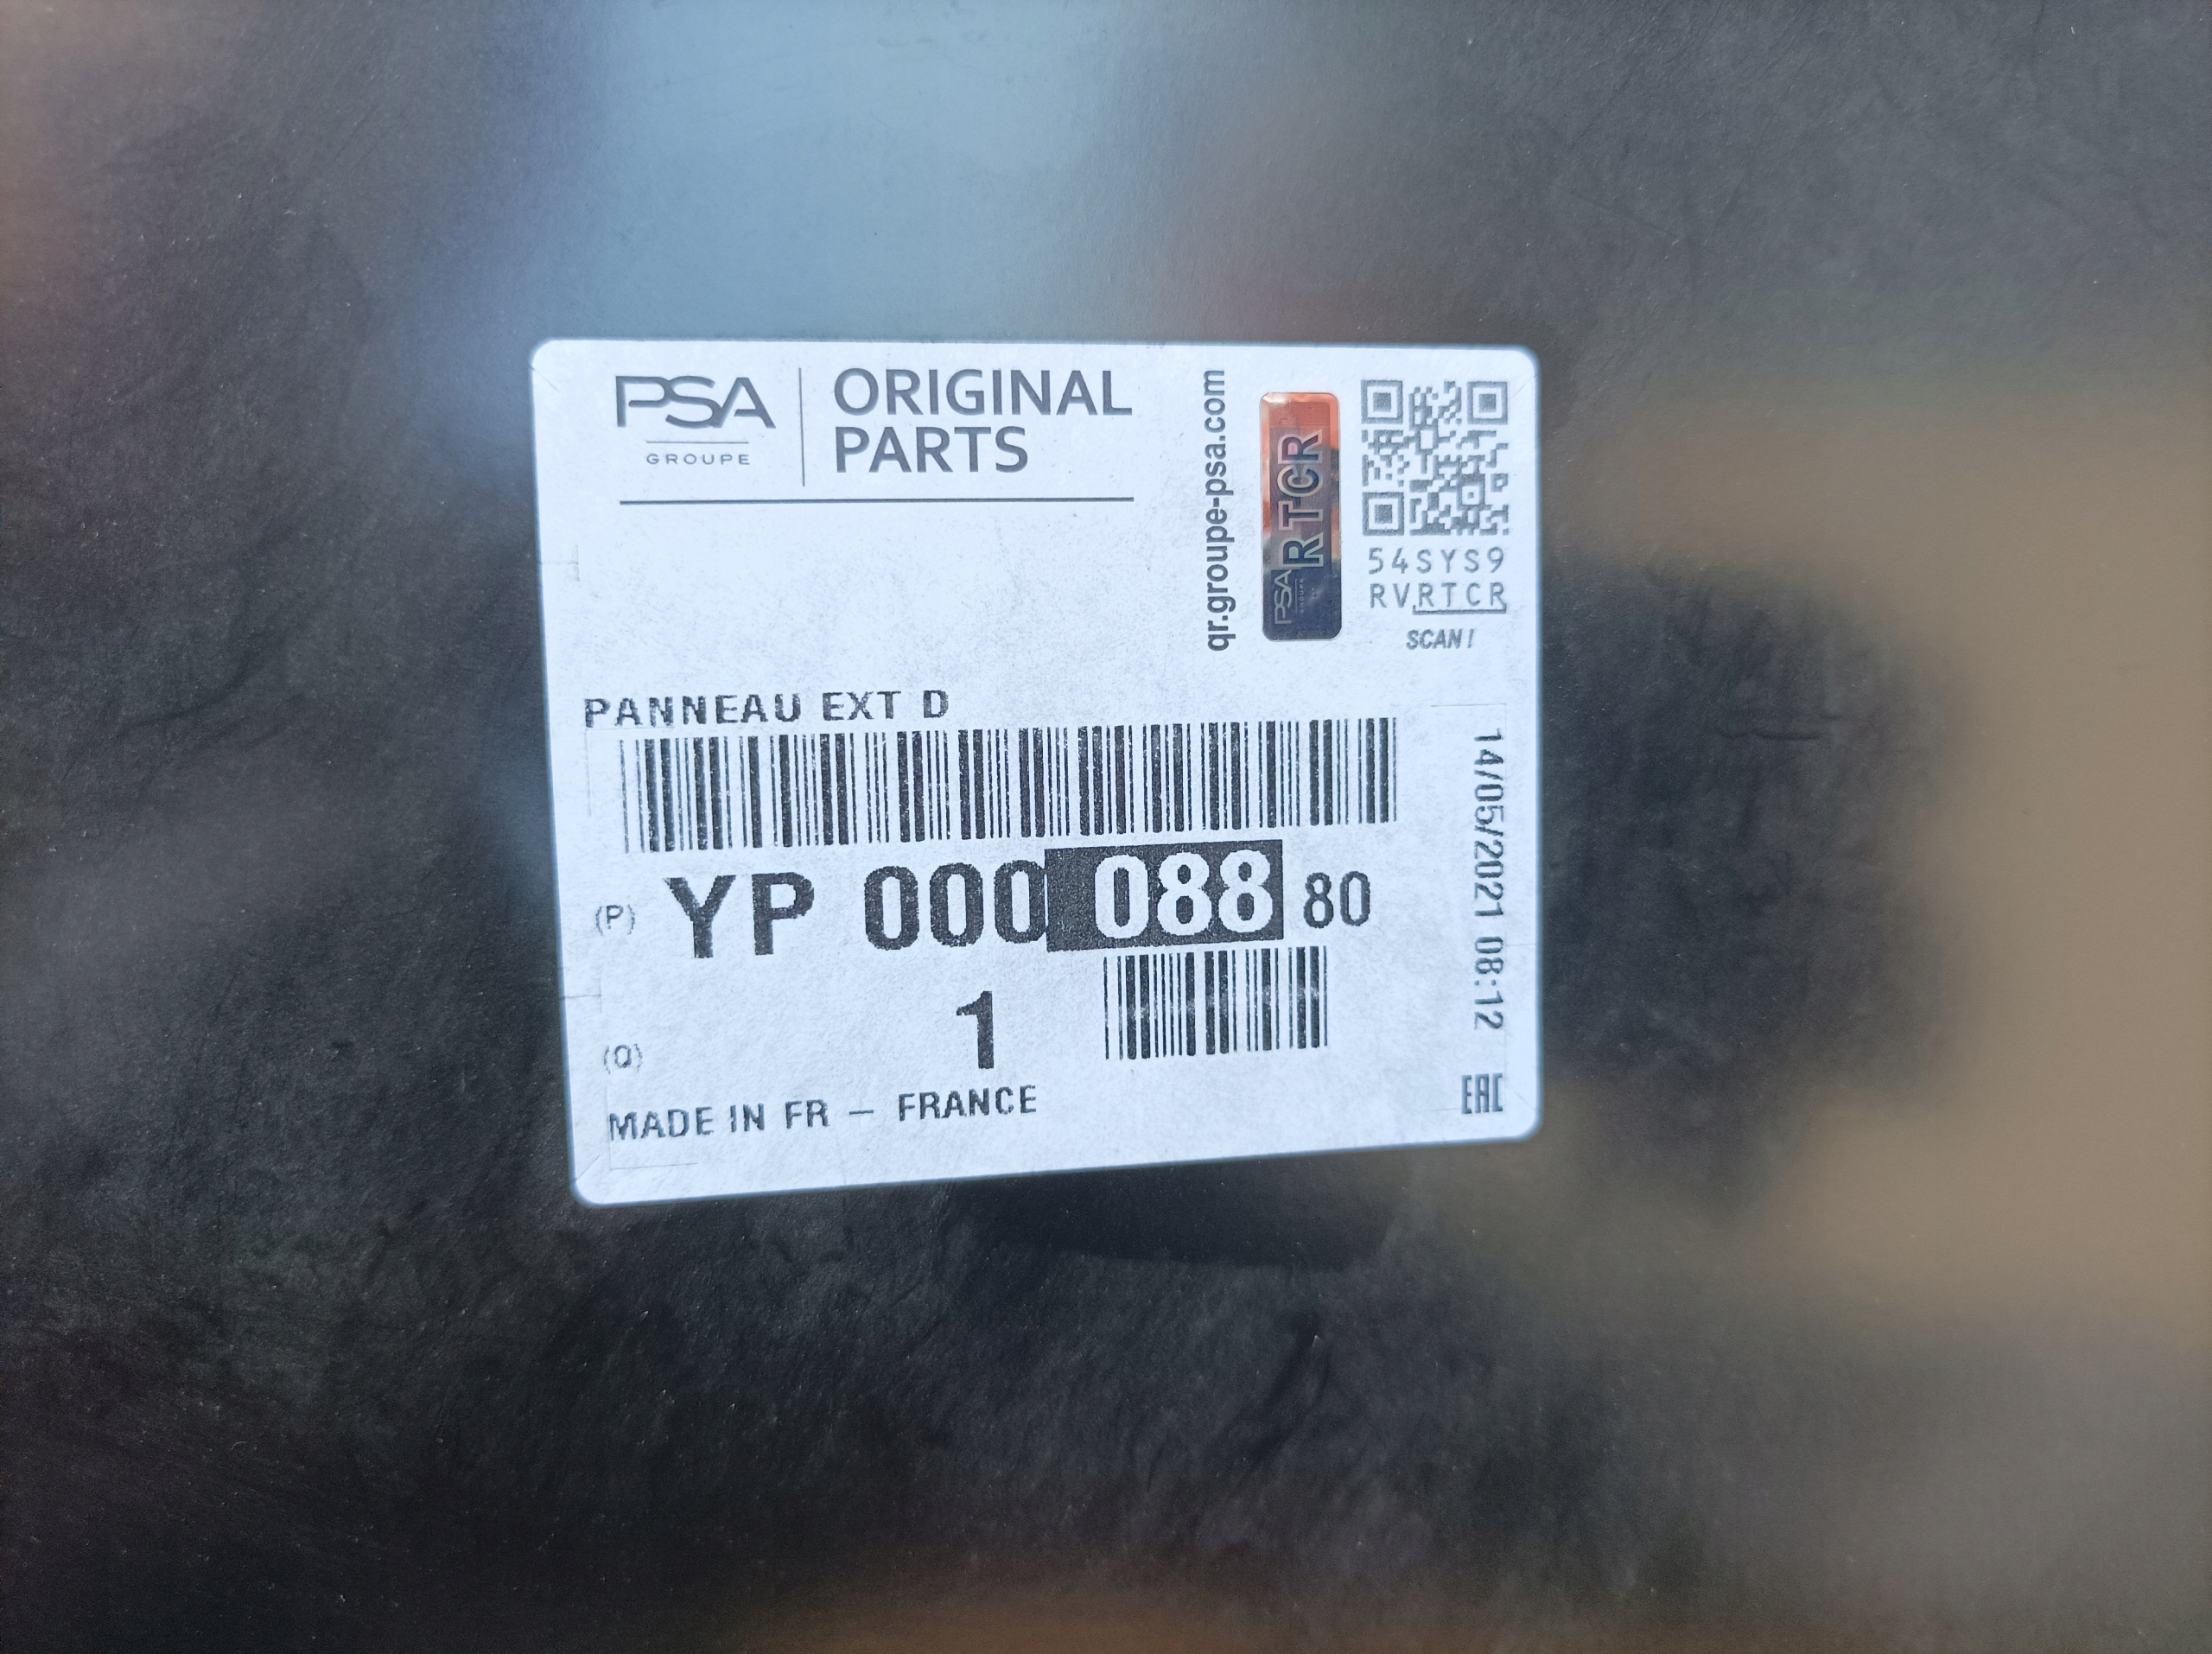 PSA
GROUPE
ORIGINAL
PARTS
qr.groupe-psa.com
PSA
GROUPE
RTCR
54SYS9
RVRTCR
SCAN!
PANNEAU EXT D
(P) YP 000 088 80
(Q) 1
MADE IN FR - FRANCE
14/05/2021 08:12
EAC